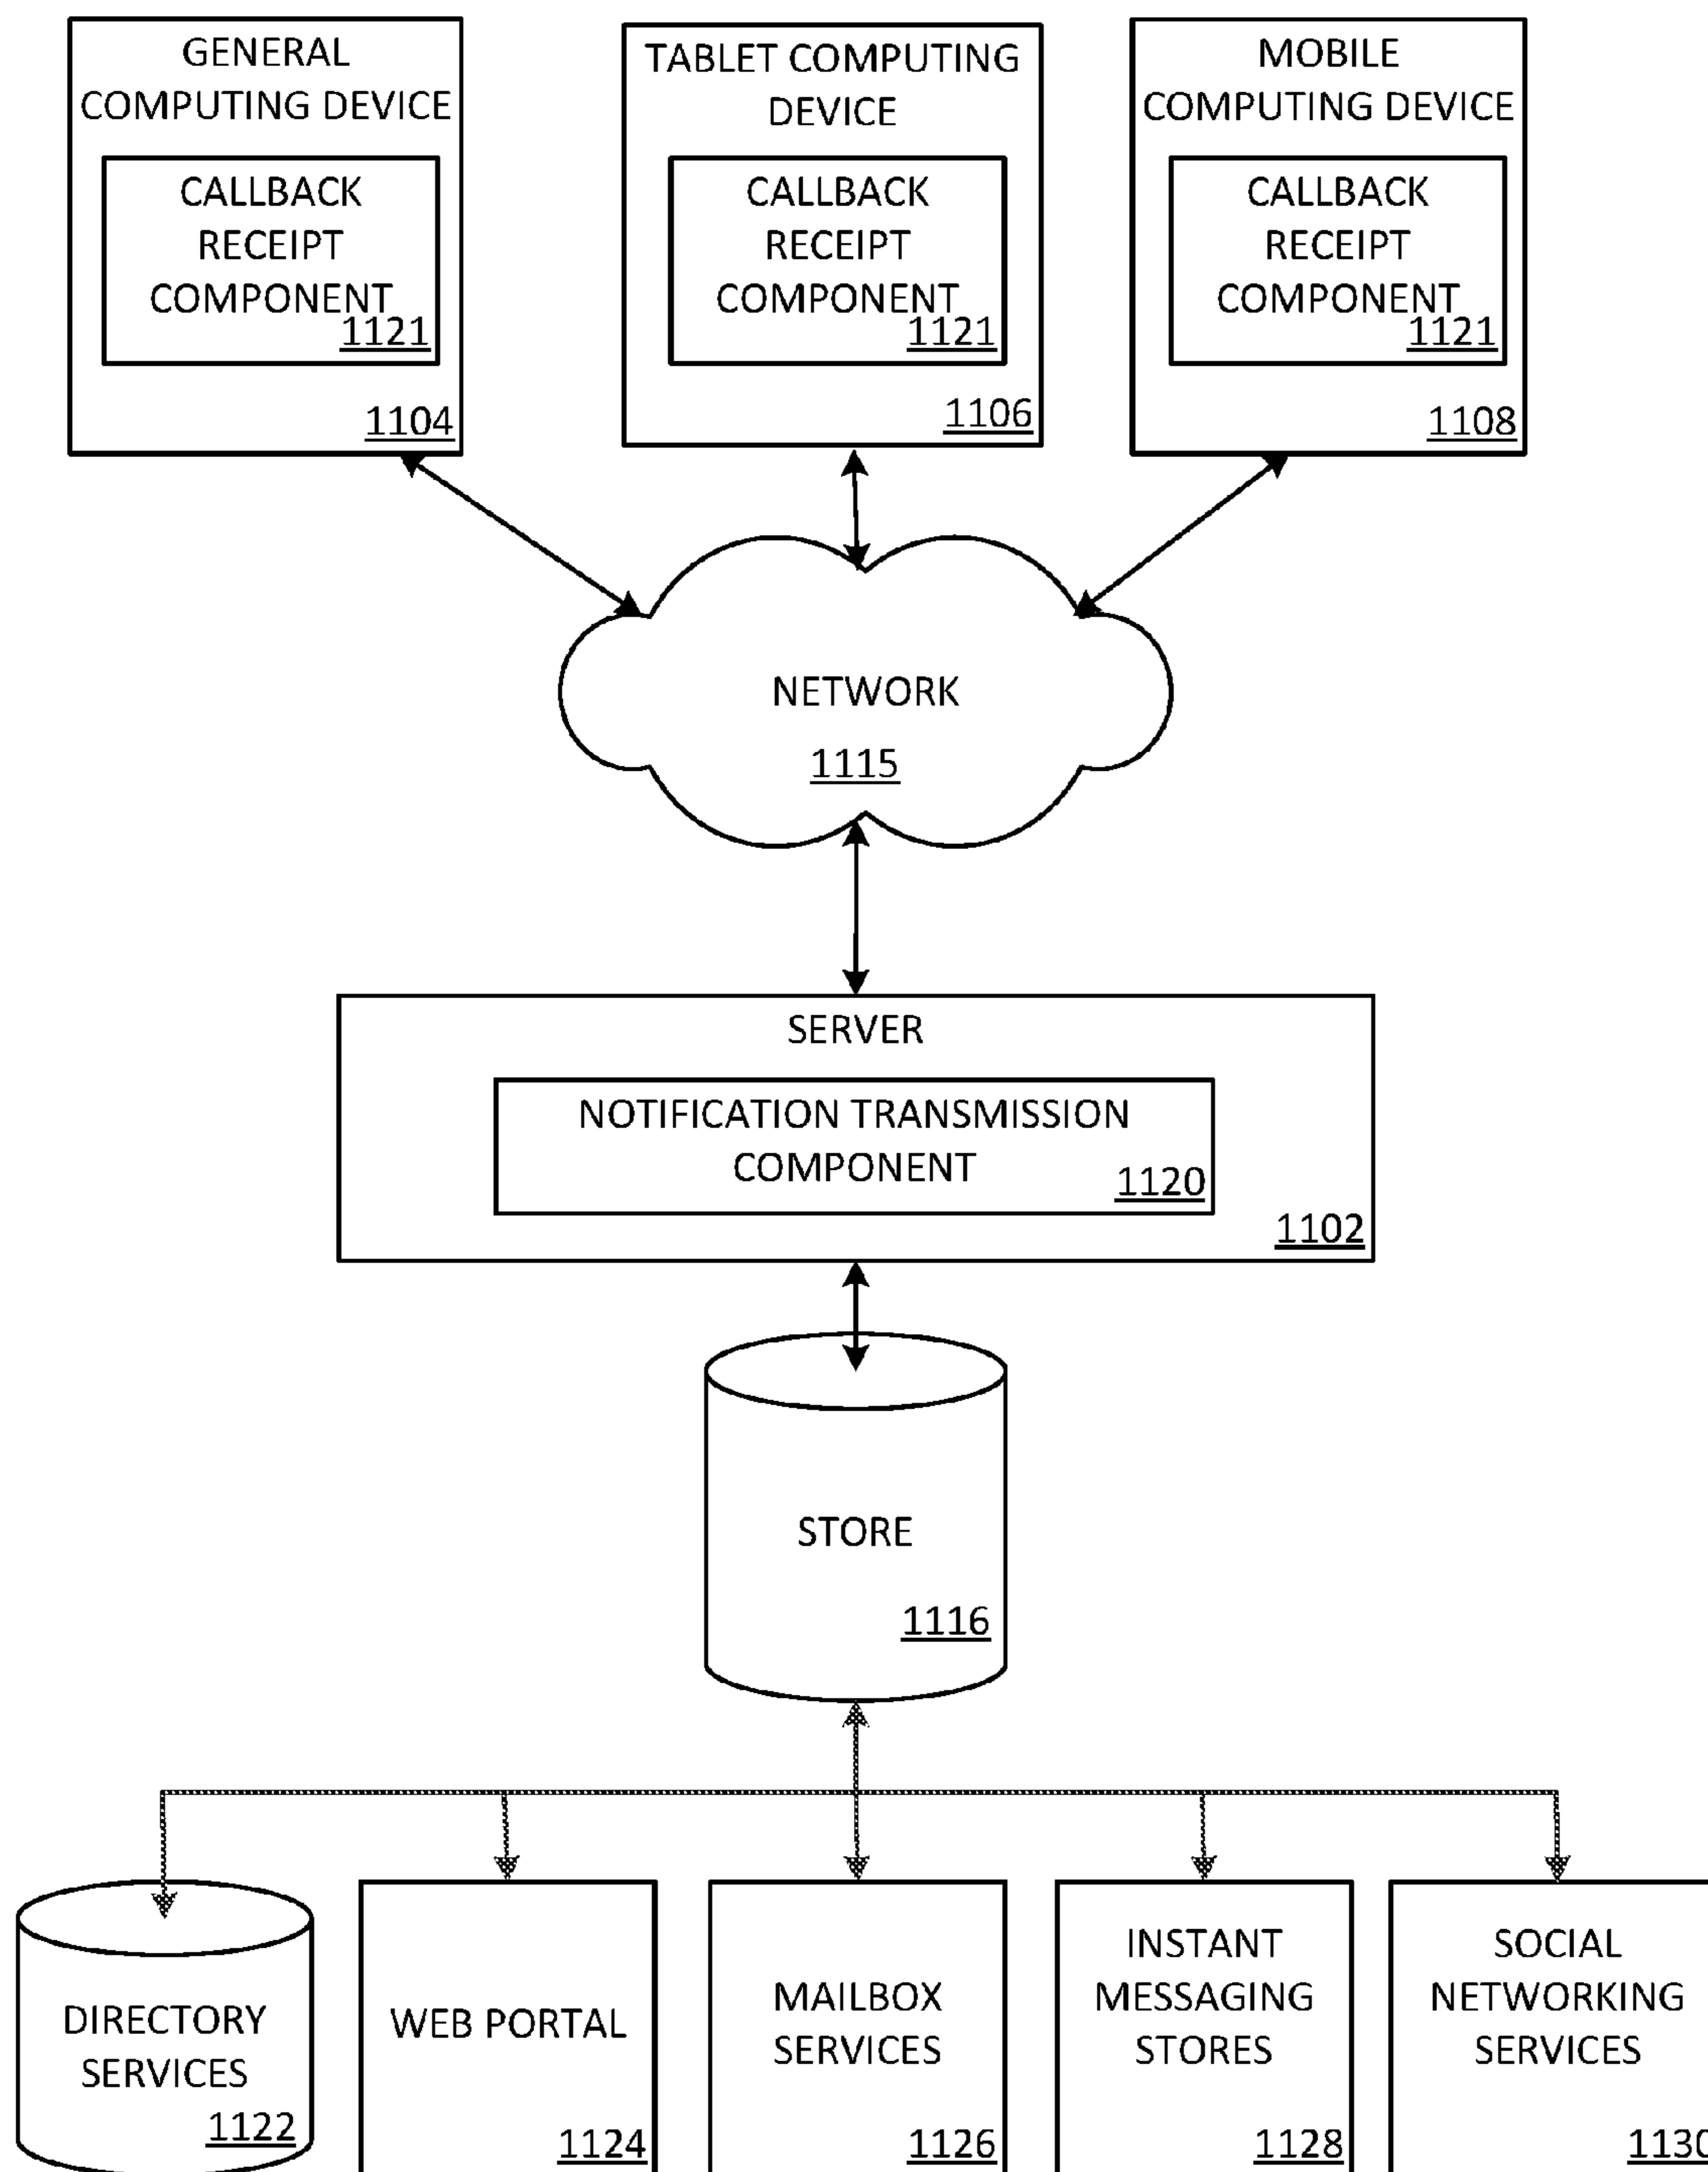 GENERAL
COMPUTING DEVICE
CALLBACK
RECEIPT
COMPONENT
1121
1104
TABLET COMPUTING
DEVICE
CALLBACK
RECEIPT
COMPONENT
1121
1106
MOBILE
COMPUTING DEVICE
CALLBACK
RECEIPT
COMPONENT
1121
1108
NETWORK
1115
SERVER
NOTIFICATION TRANSMISSION
COMPONENT
1120
1102
STORE
1116
DIRECTORY
SERVICES
1122
WEB PORTAL
1124
MAILBOX
SERVICES
1126
INSTANT
MESSAGING
STORES
1128
SOCIAL
NETWORKING
SERVICES
1130